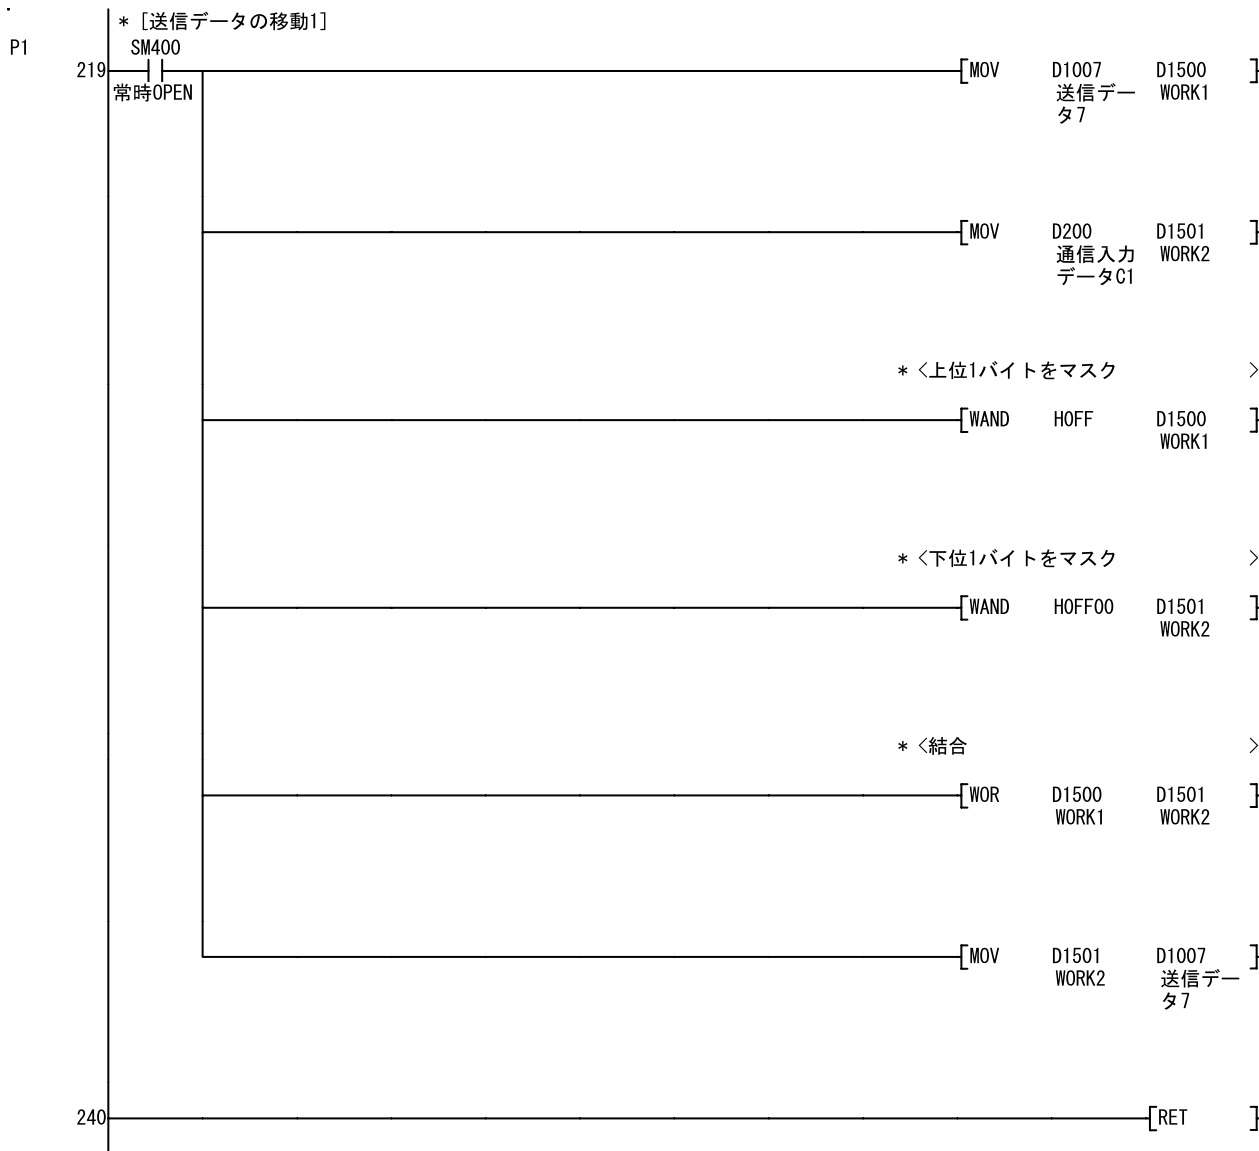 * [送信データの移動1]
P1
SM400
219 [MOV D1007 D1500 ]
常時OPEN 送信デー WORK1
タ7
[MOV D200 D1501 ]
通信入力 WORK2
データC1
* <上位1バイトをマスク >
[WAND H0FF D1500 ]
WORK1
* <下位1バイトをマスク >
[WAND H0FF00 D1501 ]
WORK2
* <結合 >
[WOR D1500 D1501 ]
WORK1 WORK2
[MOV D1501 D1007 ]
WORK2 送信デー
タ7
240 [RET ]